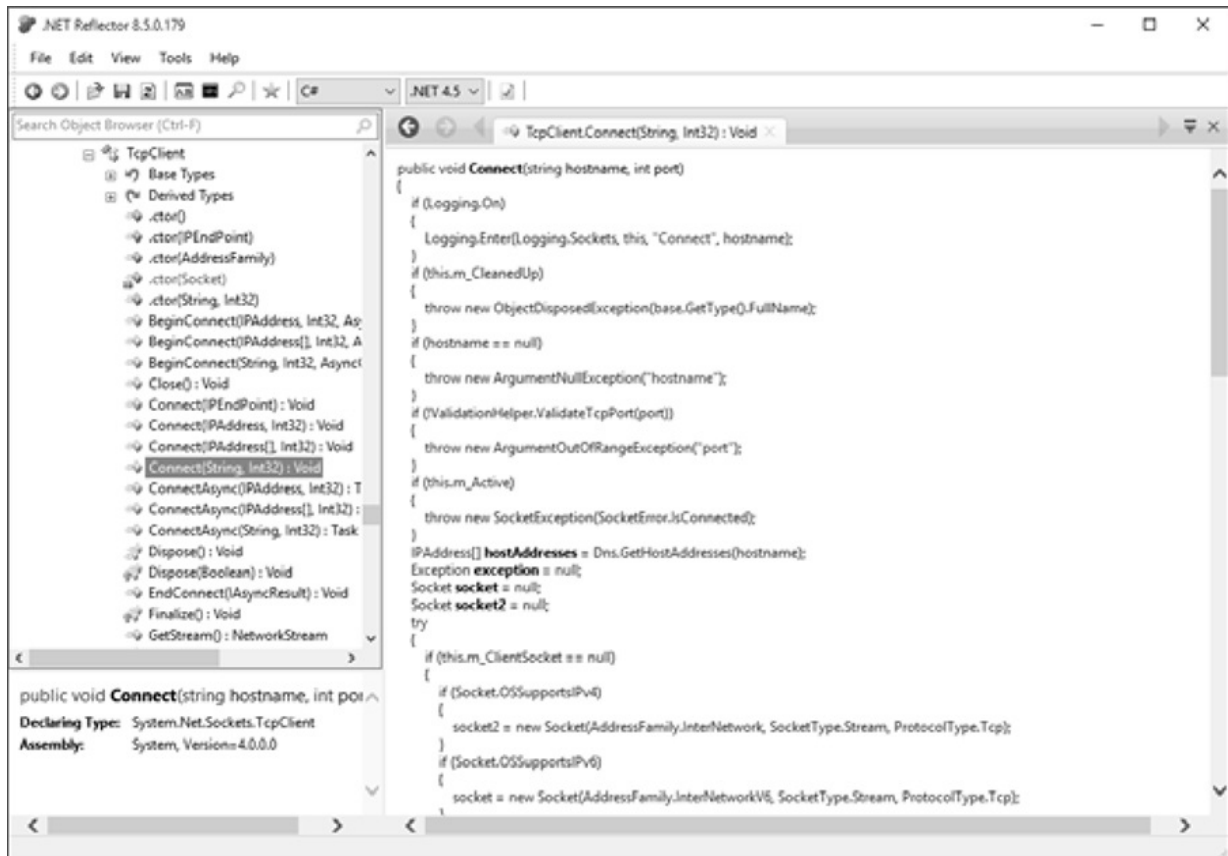 .NET Reflector 8.5.0.179
File Edit View Tools Help
C# .NET 4.5
Search Object Browser (Ctrl-F)
TcpClient
Base Types
Derived Types
.ctor()
.ctor(IPEndPoint)
.ctor(AddressFamily)
.ctor(Socket)
.ctor(String, Int32)
BeginConnect(IPAddress, Int32, As
BeginConnect(IPAddress[], Int32, A
BeginConnect(String, Int32, Async
Close() : Void
Connect(IPEndPoint) : Void
Connect(IPAddress, Int32) : Void
Connect(IPAddress[], Int32) : Void
Connect(String, Int32) : Void
ConnectAsync(IPAddress, Int32) : T
ConnectAsync(IPAddress[], Int32) :
ConnectAsync(String, Int32) : Task
Dispose() : Void
Dispose(Boolean) : Void
EndConnect(IAsyncResult) : Void
Finalize() : Void
GetStream() : NetworkStream
public void Connect(string hostname, int por
Declaring Type: System.Net.Sockets.TcpClient
Assembly: System, Version=4.0.0.0
TcpClient.Connect(String, Int32) : Void
public void Connect(string hostname, int port)
{
if (Logging.On)
{
Logging.Enter(Logging.Sockets, this, "Connect", hostname);
}
if (this.m_CleanedUp)
{
throw new ObjectDisposedException(base.GetType().FullName);
}
if (hostname == null)
{
throw new ArgumentNullException("hostname");
}
if (!ValidationHelper.ValidateTcpPort(port))
{
throw new ArgumentOutOfRangeException("port");
}
if (this.m_Active)
{
throw new SocketException(SocketError.IsConnected);
}
IPAddress[] hostAddresses = Dns.GetHostAddresses(hostname);
Exception exception = null;
Socket socket = null;
Socket socket2 = null;
try
{
if (this.m_ClientSocket == null)
{
if (Socket.OSSupportsIPv4)
{
socket2 = new Socket(AddressFamily.InterNetwork, SocketType.Stream, ProtocolType.Tcp);
}
if (Socket.OSSupportsIPv6)
{
socket = new Socket(AddressFamily.InterNetworkV6, SocketType.Stream, ProtocolType.Tcp);
}